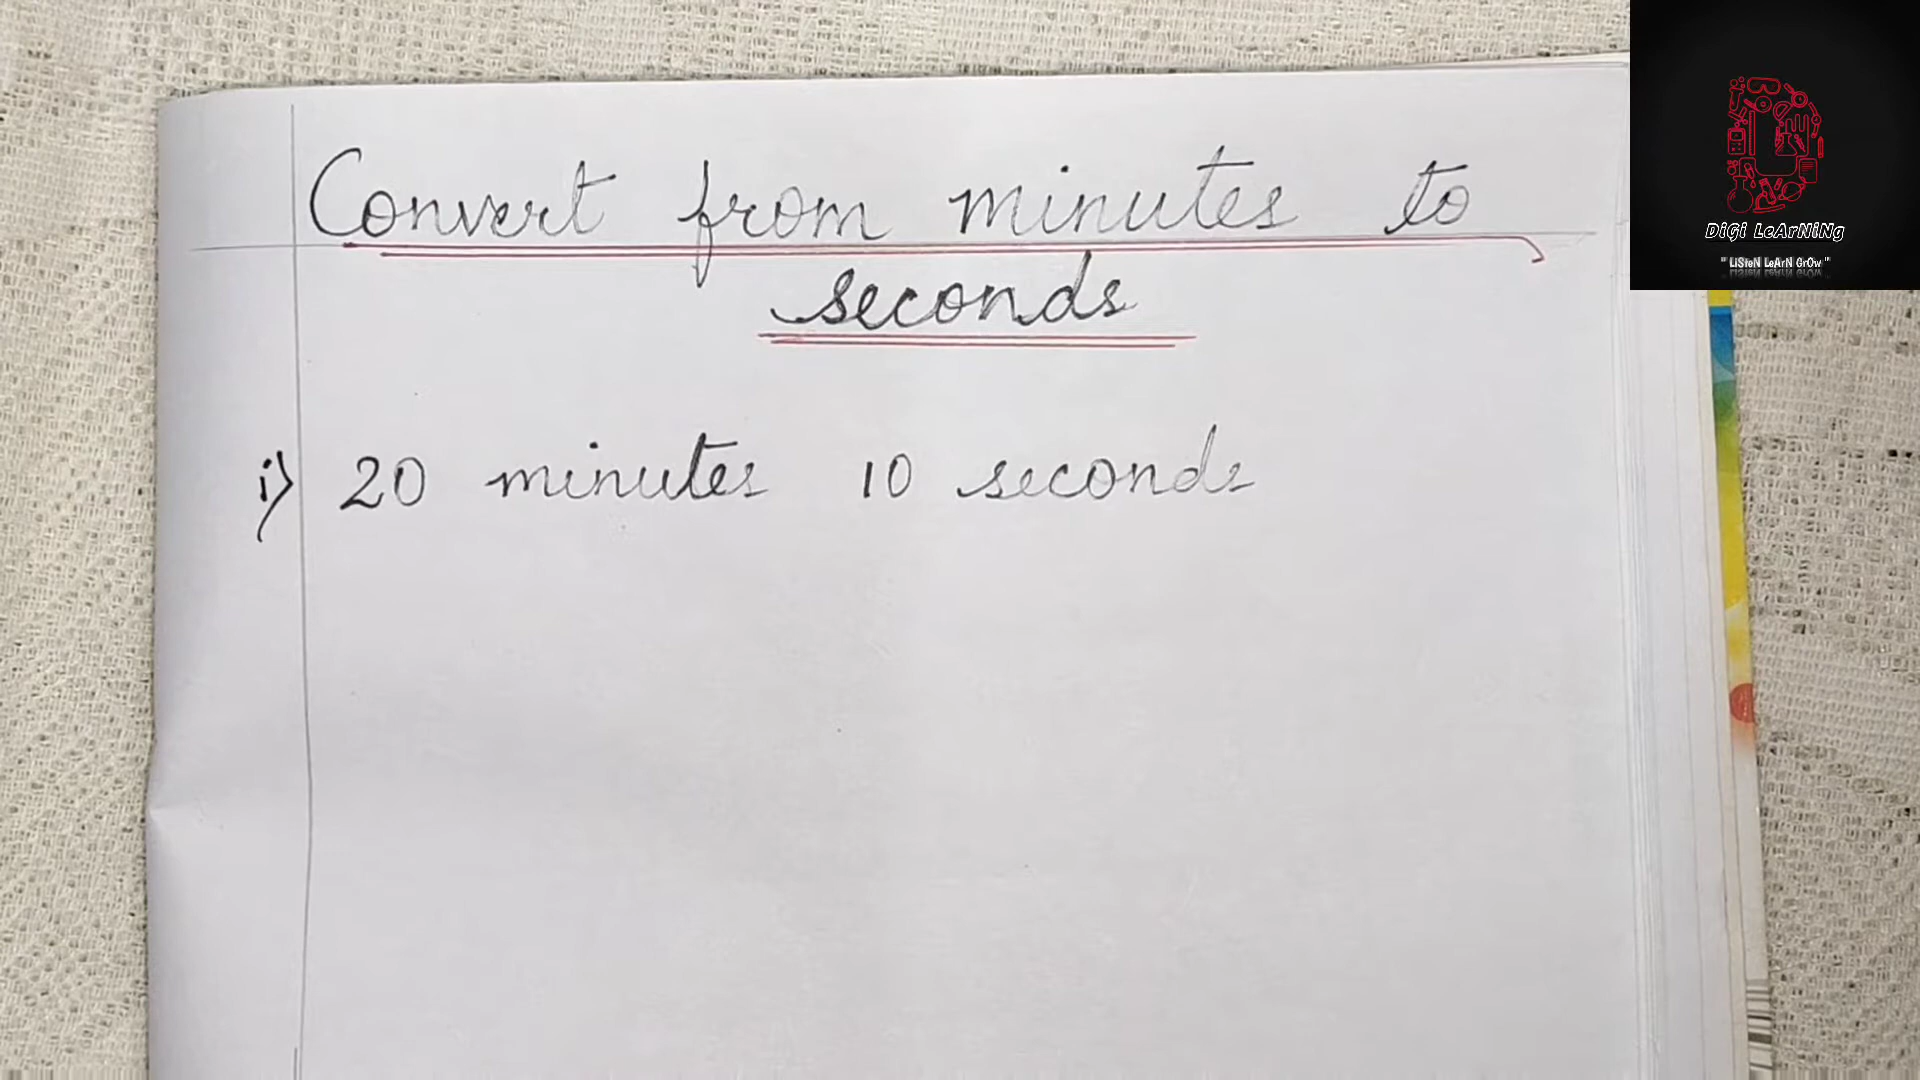 Convert from minutes to
seconds
i) 20 minutes 10 seconds
DiGi LeArNiNg
" LiSteN LeArN GrOw "